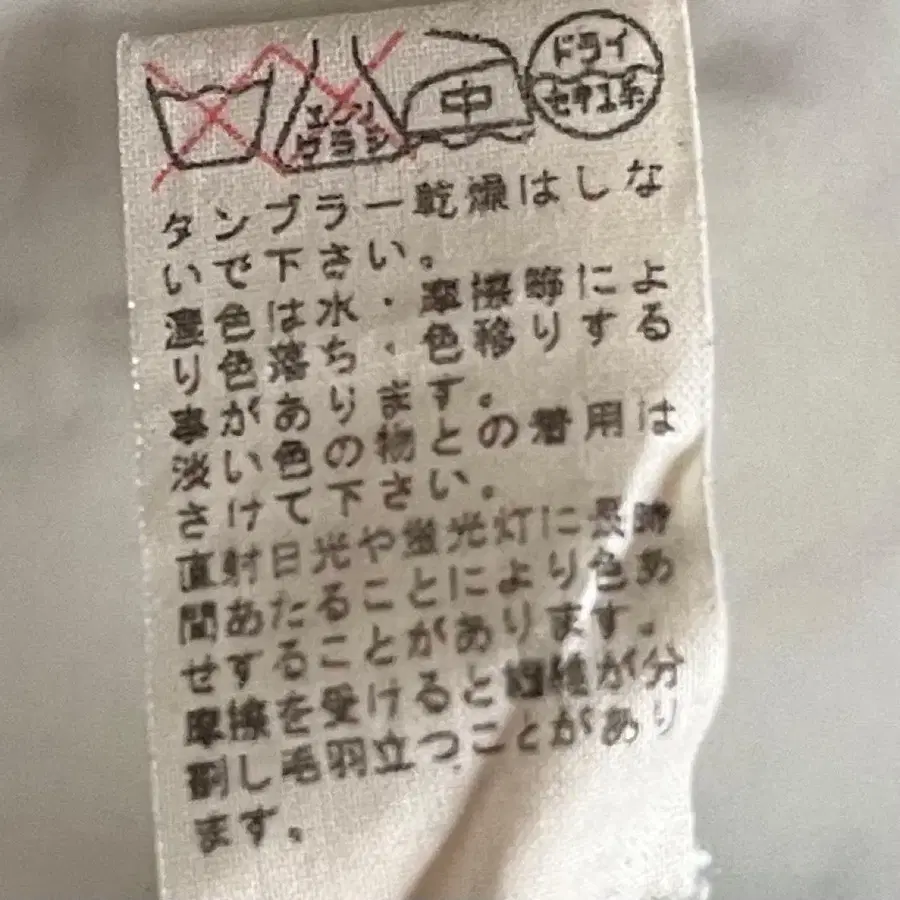 エンソ
サラシ
中
ドライ
セキユ系
タンブラー乾燥はしな
いで下さい。
濃色は水・摩擦等によ
り色落ち・色移りする
事があります。
淡い色の物との着用は
さけて下さい。
直射日光や蛍光灯に長時
間あたることにより色あ
せすることがあります。
摩擦を受けると繊維が分
割し毛羽立つことがあり
ます。